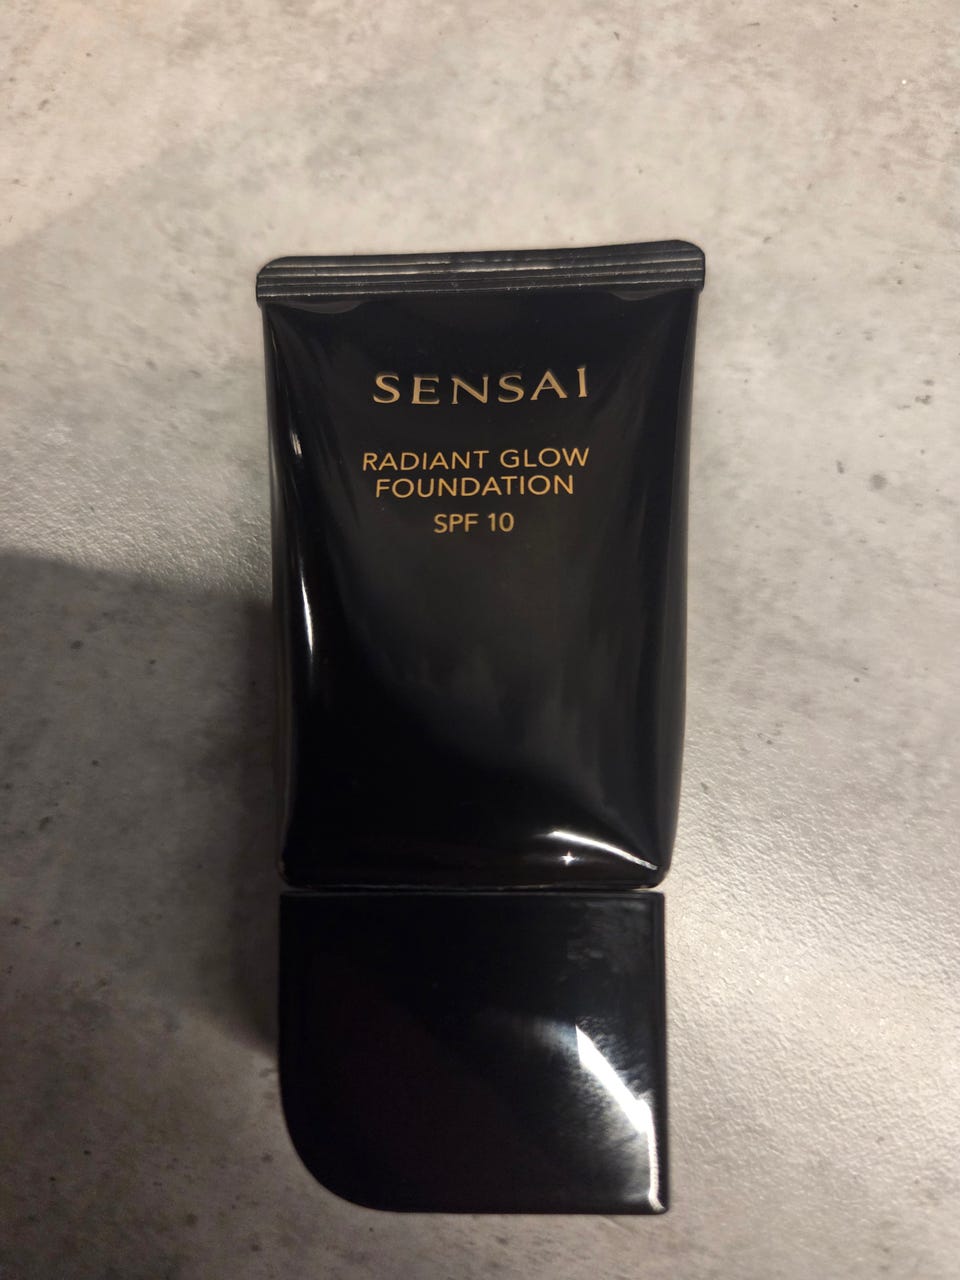 SENSAI
RADIANT GLOW
FOUNDATION
SPF 10